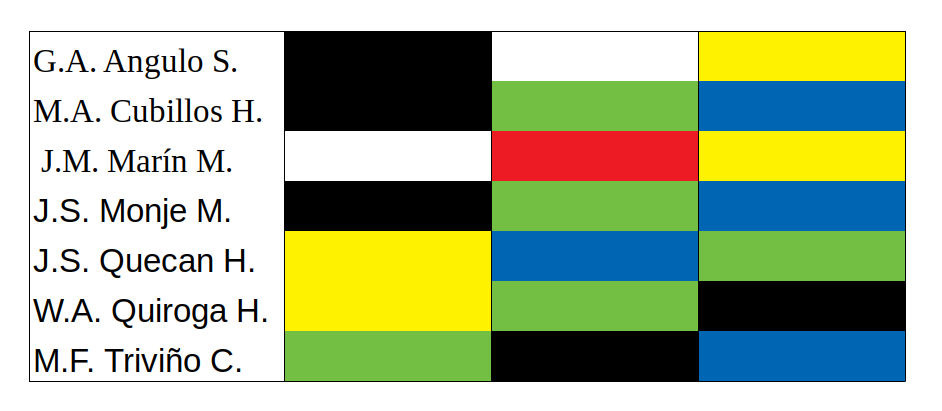 G.A. Angulo S.
M.A. Cubillos H.
J.M. Marín M.
J.S. Monje M.
J.S. Quecan H.
W.A. Quiroga H.
M.F. Triviño C.